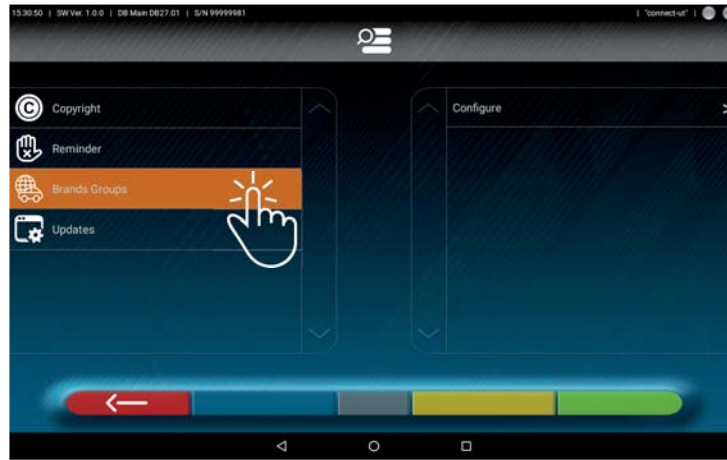 15:30:50 | SW Ver. 1.0.0 | DB Main DB27.01 | S/N 99999981 | "connect-ut" |
Copyright
Configure
Reminder
Brands Groups
Updates